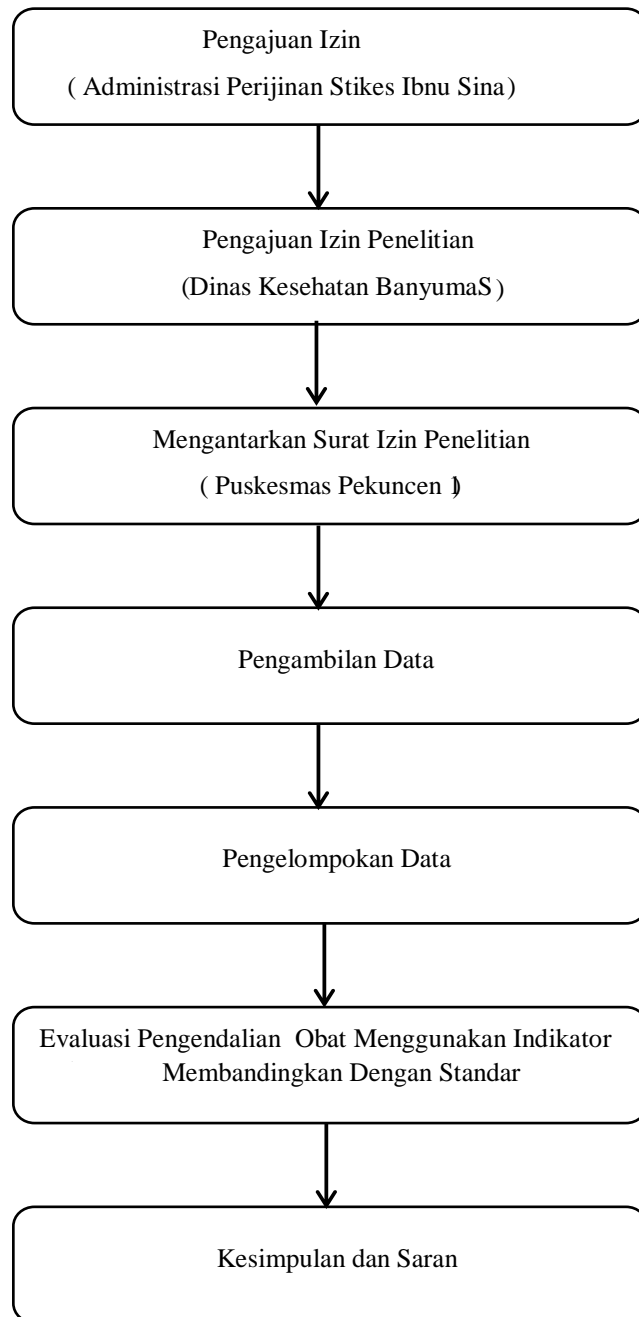 Pengajuan Izin
( Administrasi Perijinan Stikes Ibnu Sina)
Pengajuan Izin Penelitian
(Dinas Kesehatan BanyumaS )
Mengantarkan Surat Izin Penelitian
( Puskesmas Pekuncen 1)
Pengambilan Data
Pengelompokan Data
Evaluasi Pengendalian Obat Menggunakan Indikator
Membandingkan Dengan Standar
Kesimpulan dan Saran